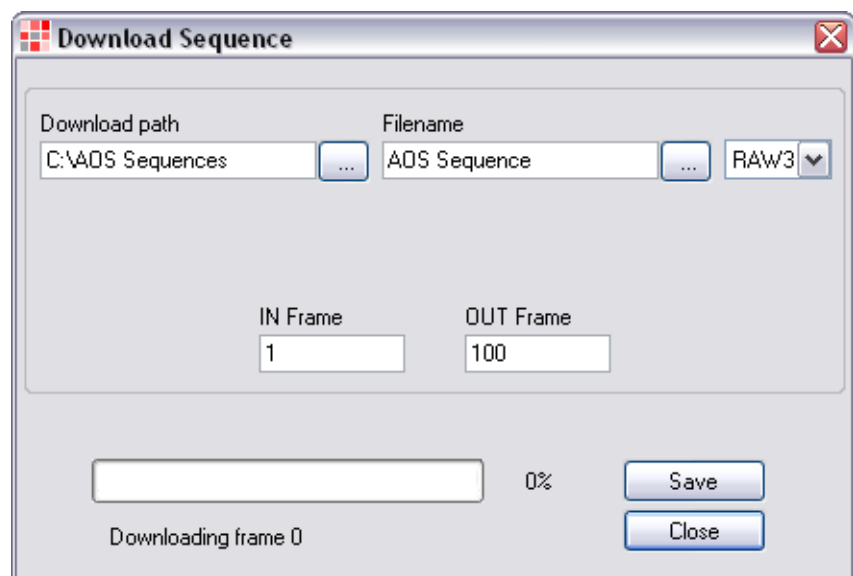 Download Sequence
Download path Filename
C:\AOS Sequences ... AOS Sequence ... RAW3
IN Frame OUT Frame
1 100
0% Save
Downloading frame 0 Close